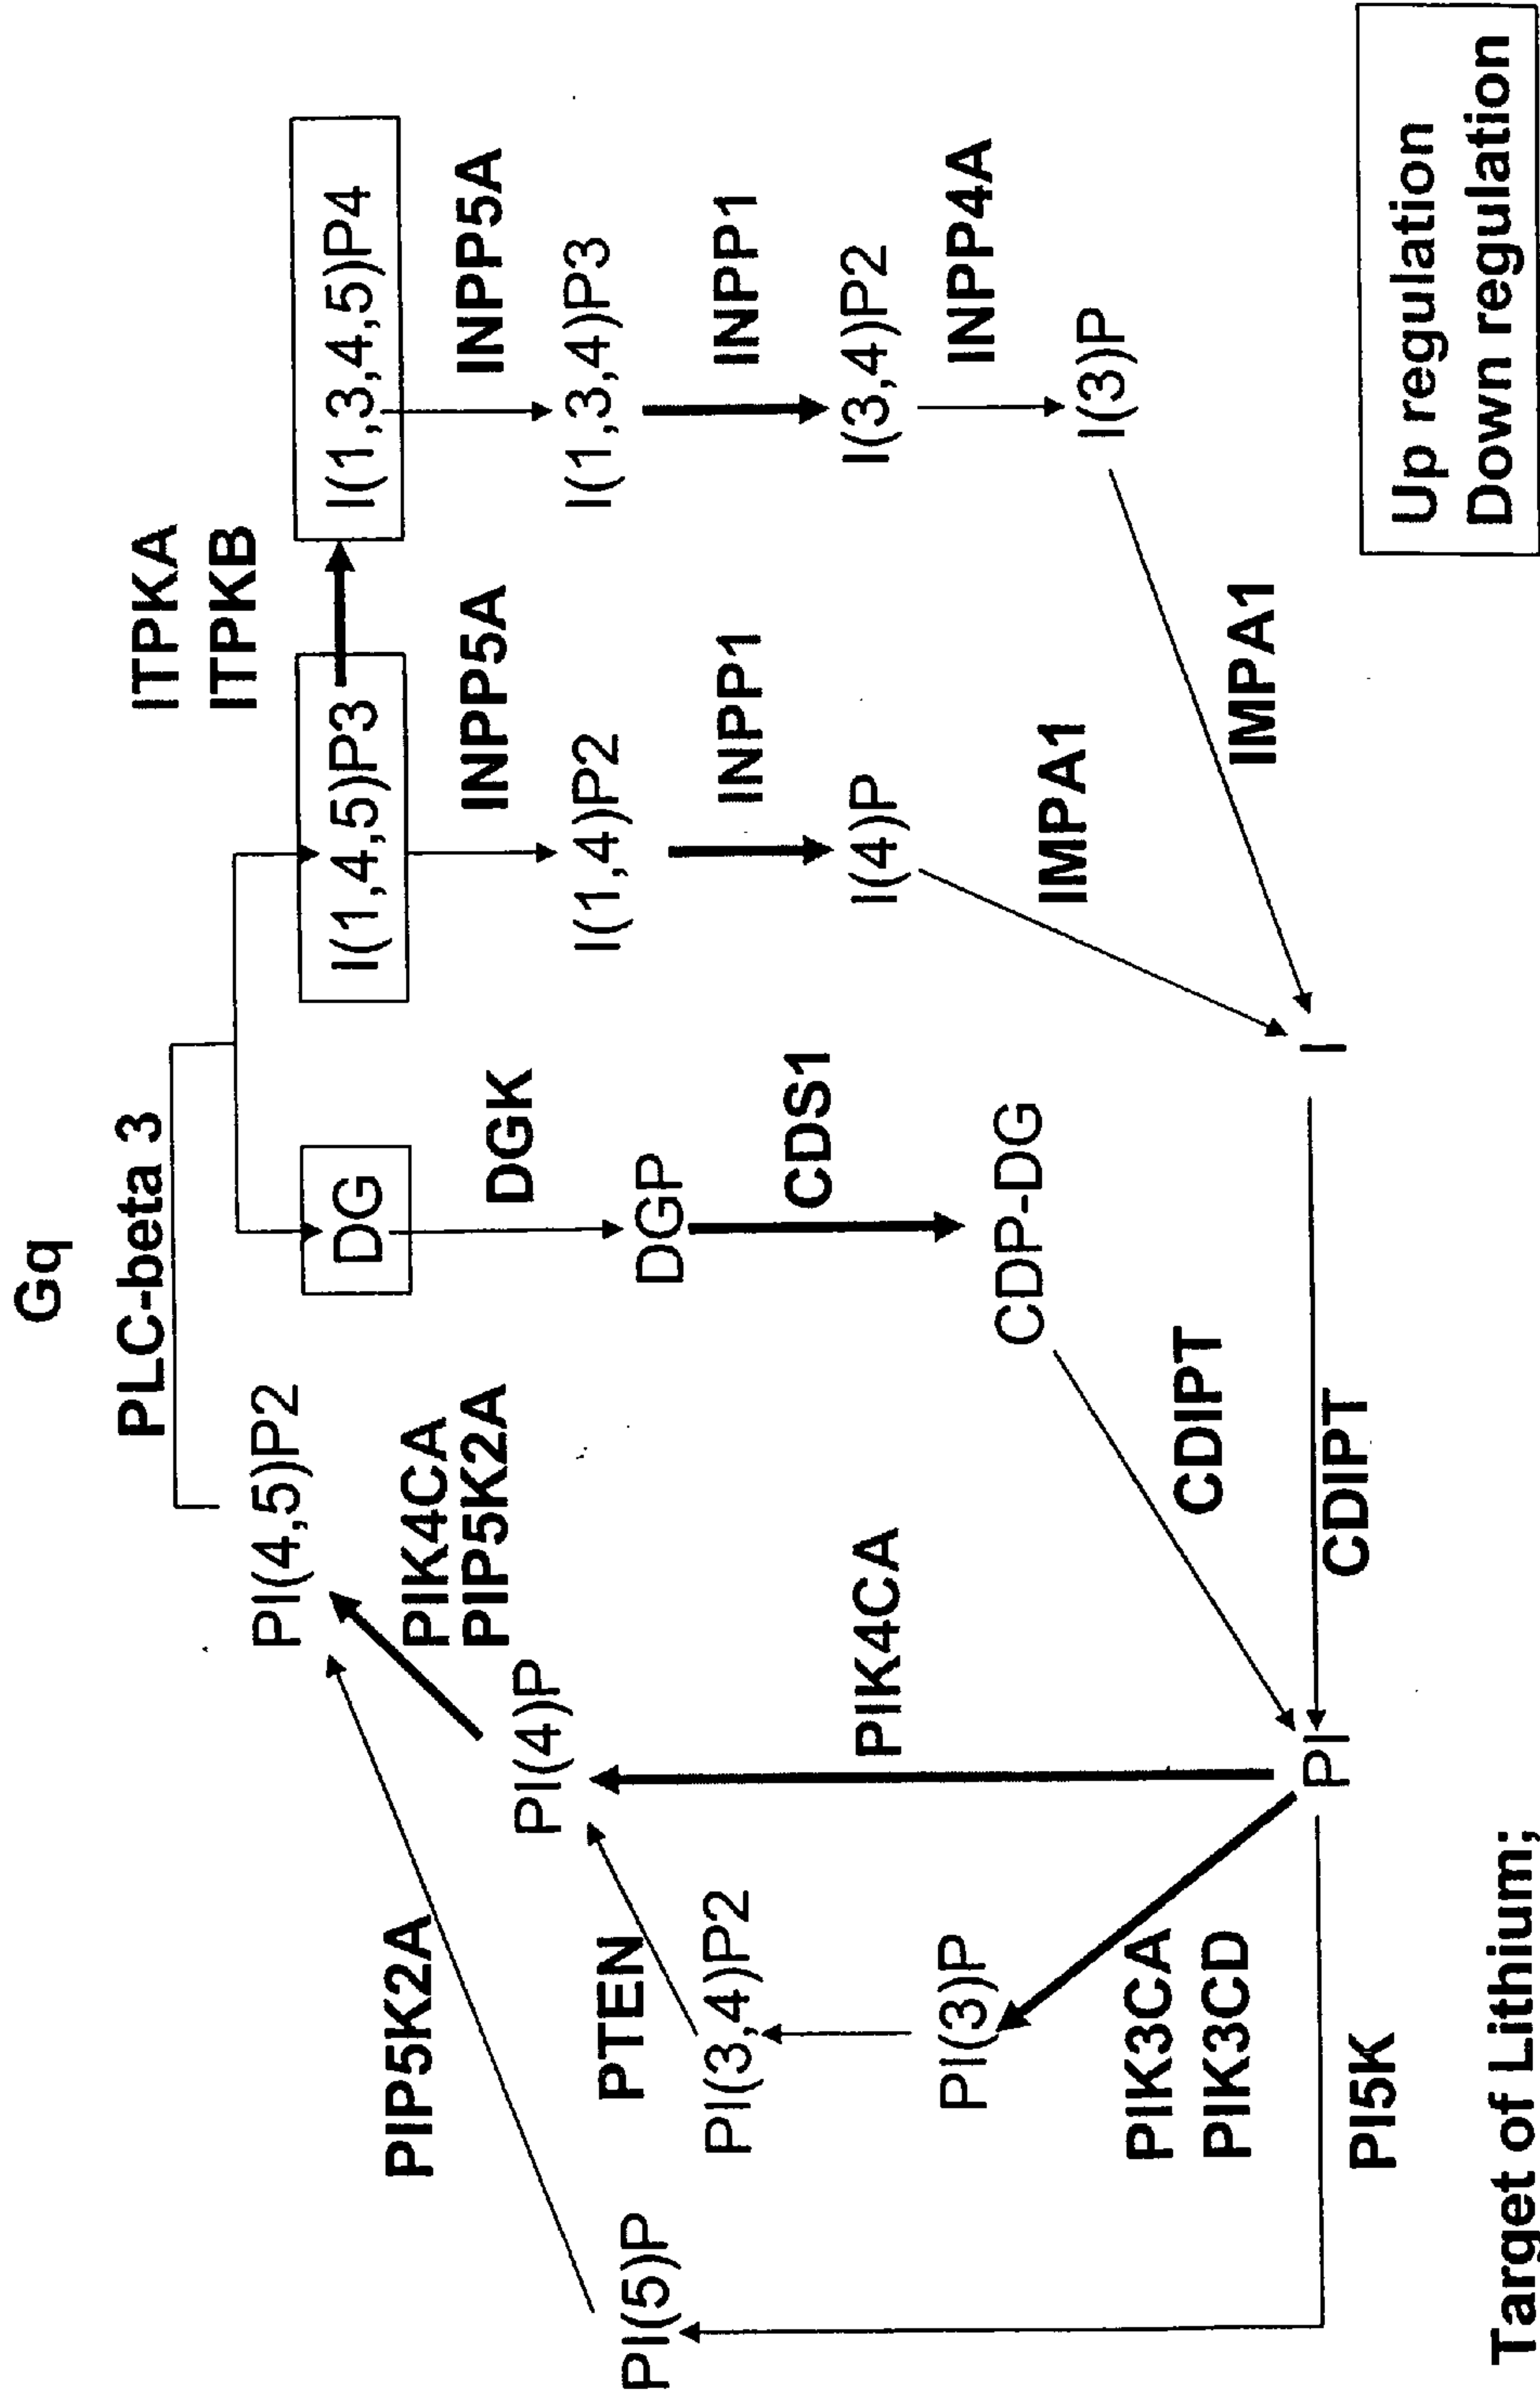 Gq
PLC-beta 3
ITPKA
ITPKB
PI(4,5)P2
DG
I(1,4,5)P3
I(1,3,4,5)P4
PIP5K2A
PIK4CA
PIP5K2A
DGK
INPP5A
INPP5A
PI(4)P
I(1,4)P2
I(1,3,4)P3
PTEN
PI(5)P
DGP
PI(3,4)P2
CDS1
INPP1
INPP1
PIK4CA
I(4)P
I(3,4)P2
PI(3)P
CDP-DG
IMPA1
INPP4A
I(3)P
PIK3CA
PIK3CD
CDIPT
IMPA1
PI
I
PI5K
CDIPT
Up regulation
Down regulation
Target of Lithium;